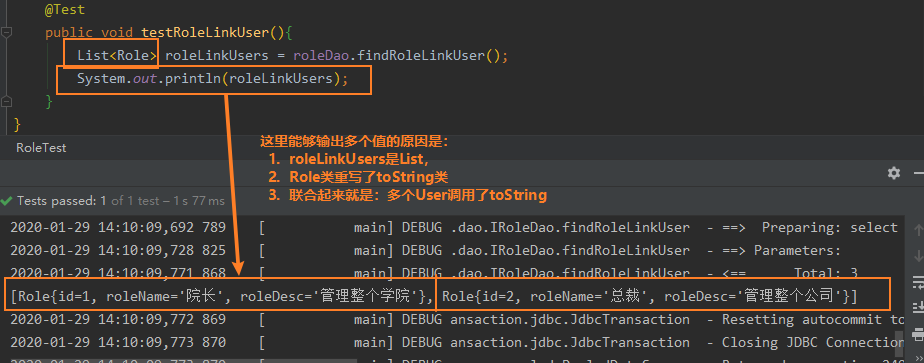 @Test
public void testRoleLinkUser(){
List<Role> roleLinkUsers = roleDao.findRoleLinkUser();
System.out.println(roleLinkUsers);
}
}
RoleTest
这里能够输出多个值的原因是：
1. roleLinkUsers是List，
2. Role类重写了toString类
3. 联合起来就是：多个User调用了toString
Tests passed: 1 of 1 test – 1 s 77 ms
2020-01-29 14:10:09,692 789 [ main] DEBUG .dao.IRoleDao.findRoleLinkUser - ==> Preparing: select
2020-01-29 14:10:09,728 825 [ main] DEBUG .dao.IRoleDao.findRoleLinkUser - ==> Parameters:
2020-01-29 14:10:09,771 868 [ main] DEBUG .dao.IRoleDao.findRoleLinkUser - <== Total: 3
[Role{id=1, roleName='院长', roleDesc='管理整个学院'}, Role{id=2, roleName='总裁', roleDesc='管理整个公司'}]
2020-01-29 14:10:09,772 869 [ main] DEBUG ansaction.jdbc.JdbcTransaction - Resetting autocommit to
2020-01-29 14:10:09,773 870 [ main] DEBUG ansaction.jdbc.JdbcTransaction - Closing JDBC Connection